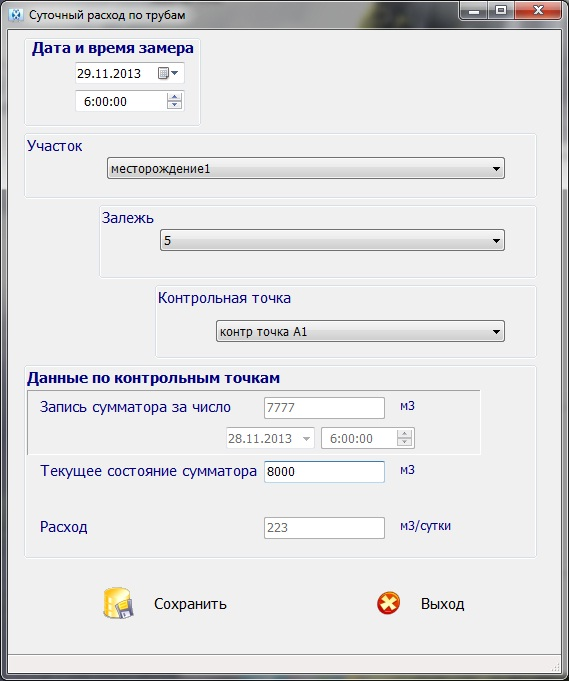 Суточный расход по трубам
Дата и время замера
29.11.2013
6:00:00
Участок
месторождение1
Залежь
5
Контрольная точка
контр точка А1
Данные по контрольным точкам
Запись сумматора за число 7777 м3
28.11.2013 6:00:00
Текущее состояние сумматора 8000 м3
Расход 223 м3/сутки
Сохранить Выход